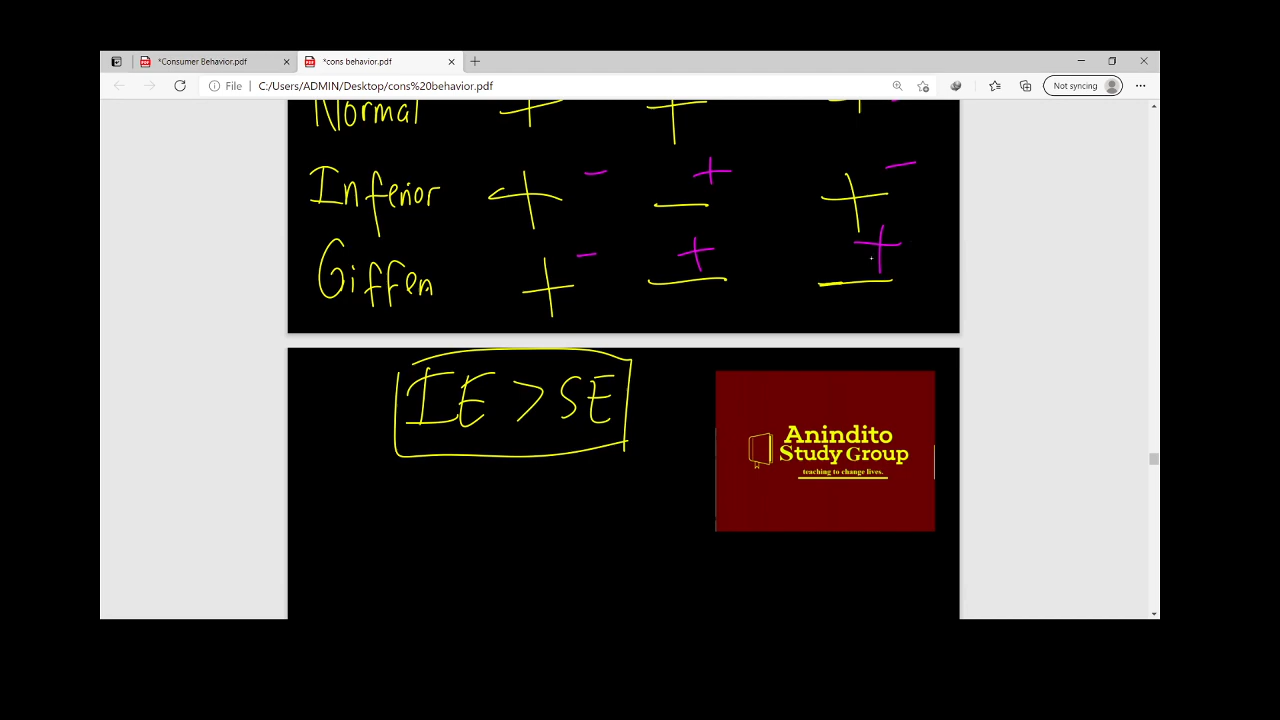 *Consumer Behavior.pdf
*cons behavior.pdf
File C:/Users/ADMIN/Desktop/cons%20behavior.pdf
Not syncing
Normal + + +
Inferior + - - + + -
Giffen + - - + - +
IE > SE
Anindito
Study Group
teaching to change lives.